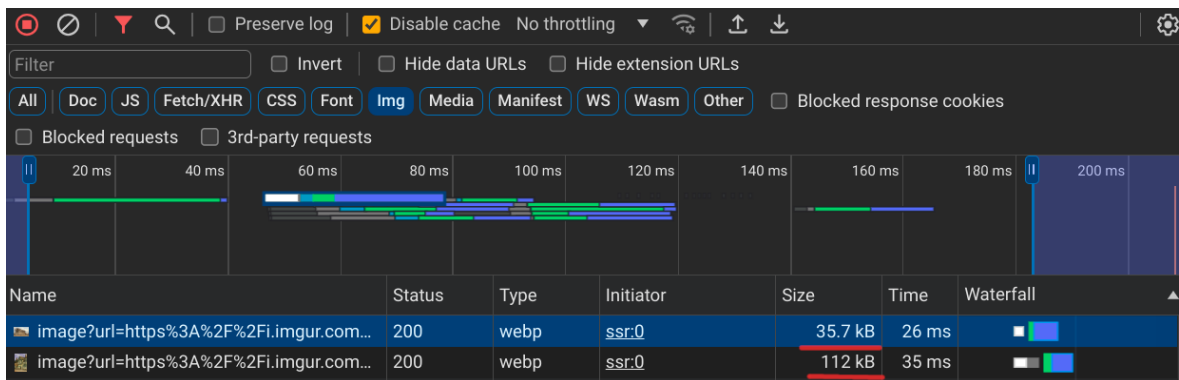 Preserve log Disable cache No throttling
Filter Invert Hide data URLs Hide extension URLs
All Doc JS Fetch/XHR CSS Font Img Media Manifest WS Wasm Other Blocked response cookies
Blocked requests 3rd-party requests
20 ms 40 ms 60 ms 80 ms 100 ms 120 ms 140 ms 160 ms 180 ms 200 ms
Name Status Type Initiator Size Time Waterfall
image?url=https%3A%2F%2Fi.imgur.com... 200 webp ssr:0 35.7 kB 26 ms
image?url=https%3A%2F%2Fi.imgur.com... 200 webp ssr:0 112 kB 35 ms